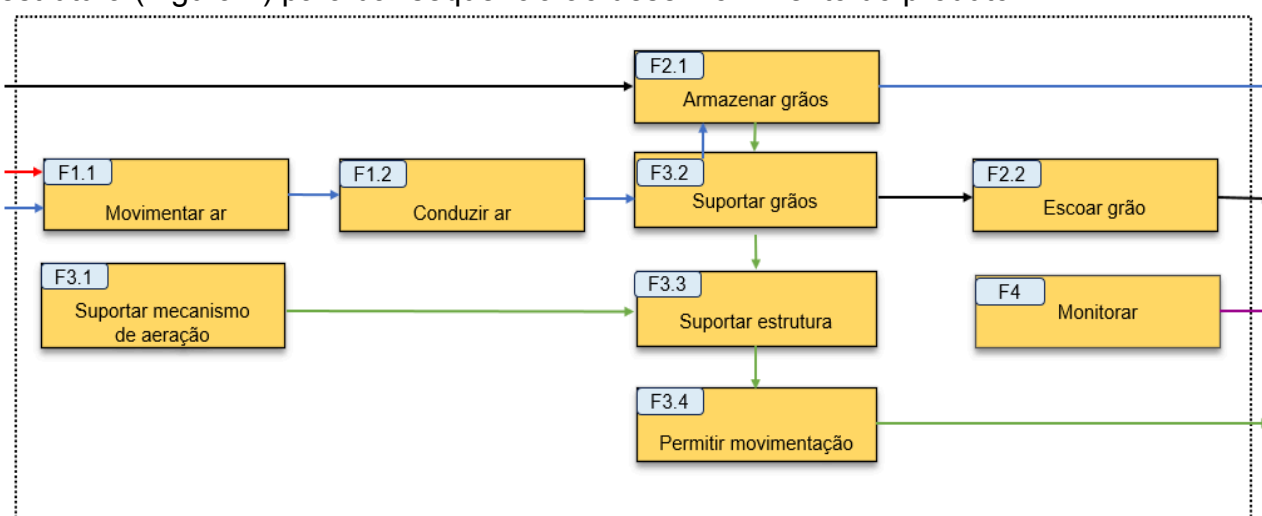 F2.1
Armazenar grãos
F1.1
Movimentar ar
F1.2
Conduzir ar
F3.2
Suportar grãos
F2.2
Escoar grão
F3.1
Suportar mecanismo
de aeração
F3.3
Suportar estrutura
F4
Monitorar
F3.4
Permitir movimentação